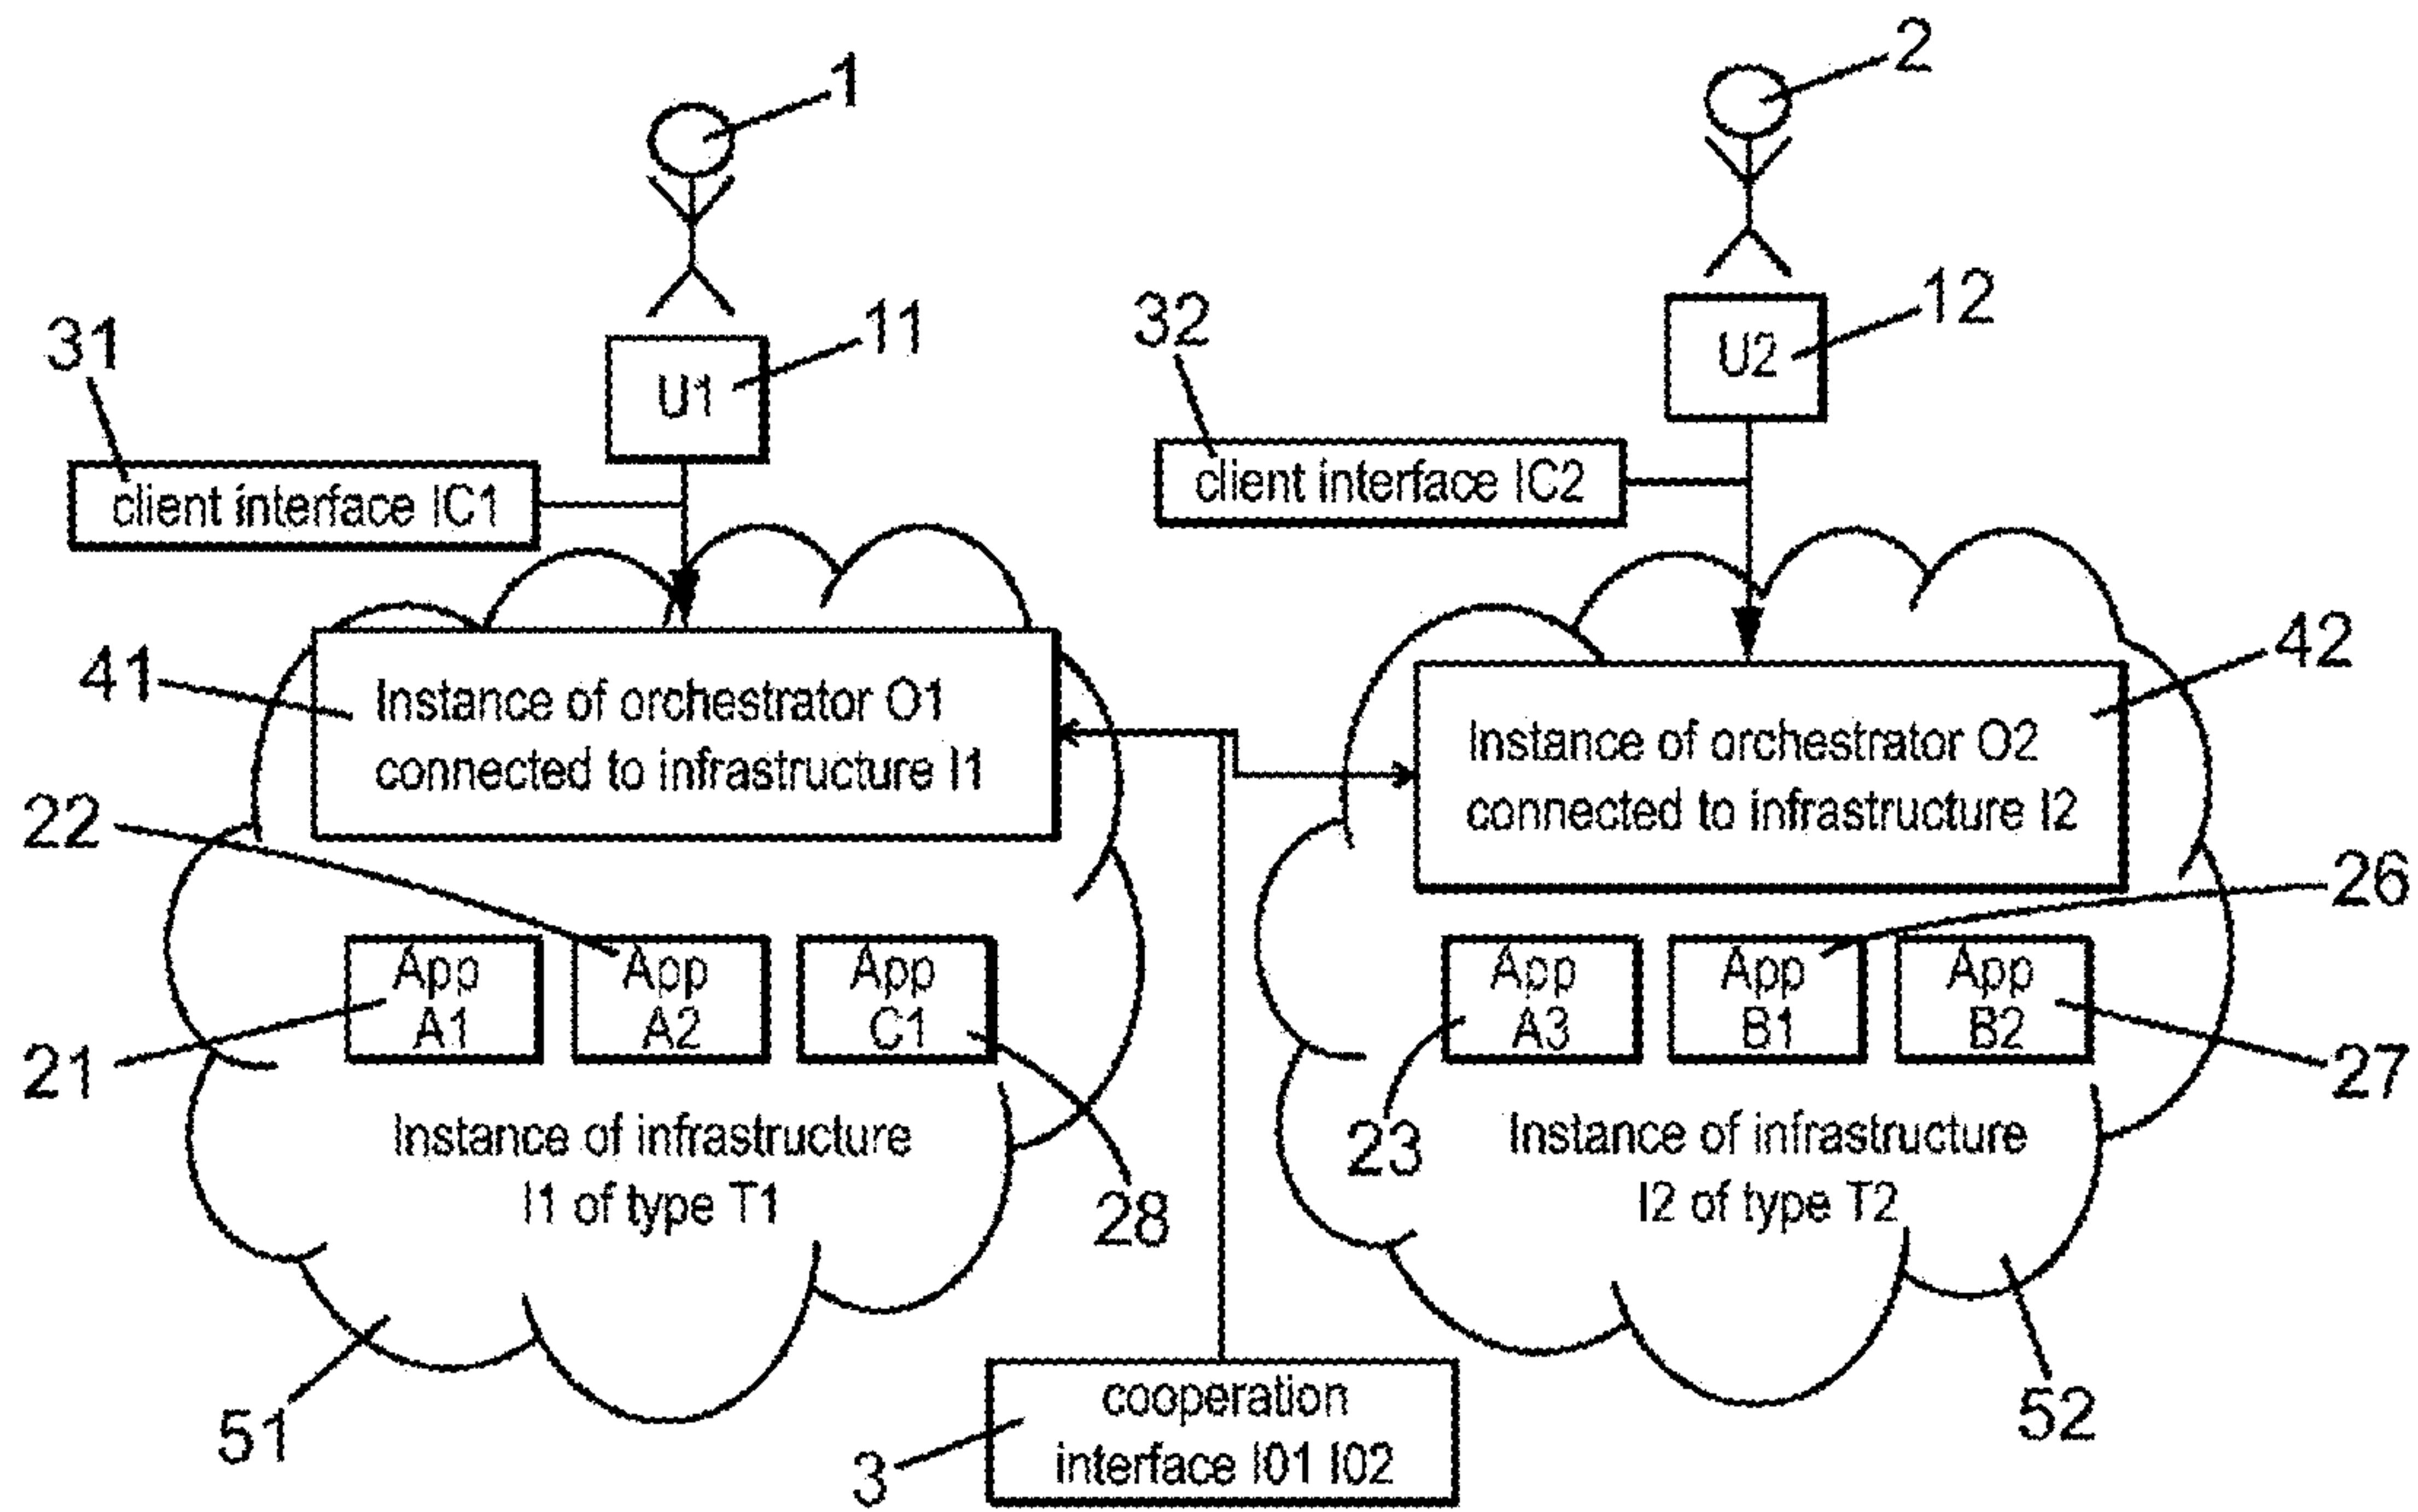 1
2
31
11
U1
32
12
U2
client interface IC1
client interface IC2
41
Instance of orchestrator O1
connected to infrastructure I1
42
Instance of orchestrator O2
connected to infrastructure I2
22
26
App
A1
App
A2
App
C1
App
A3
App
B1
App
B2
21
27
23
28
Instance of infrastructure
I1 of type T1
Instance of infrastructure
I2 of type T2
51
52
cooperation
interface I01 I02
3